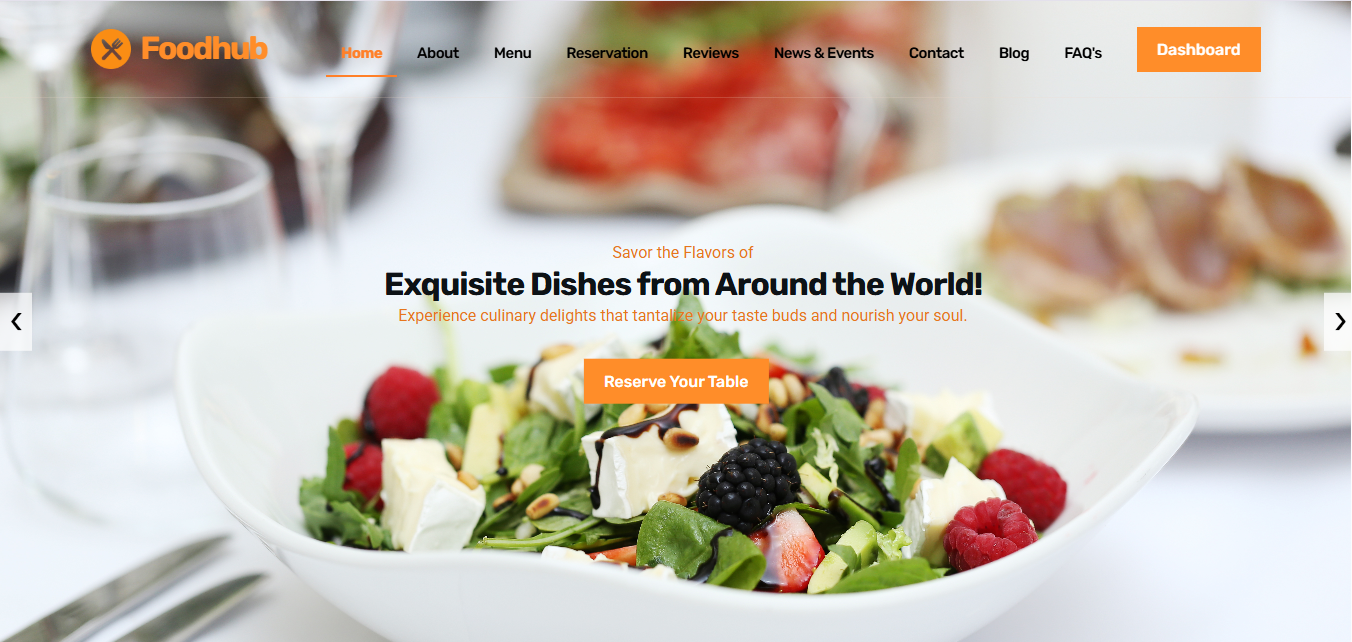 Foodhub
Home About Menu Reservation Reviews News & Events Contact Blog FAQ's Dashboard
Savor the Flavors of
Exquisite Dishes from Around the World!
Experience culinary delights that tantalize your taste buds and nourish your soul.
Reserve Your Table